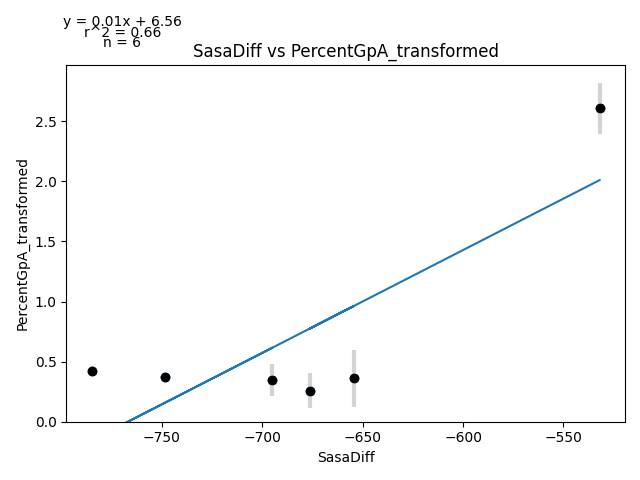 y = 0.01x + 6.56
r^2 = 0.66
n = 6
SasaDiff vs PercentGpA_transformed
PercentGpA_transformed
2.5
2.0
1.5
1.0
0.5
0.0
−750
−700
−650
−600
−550
SasaDiff